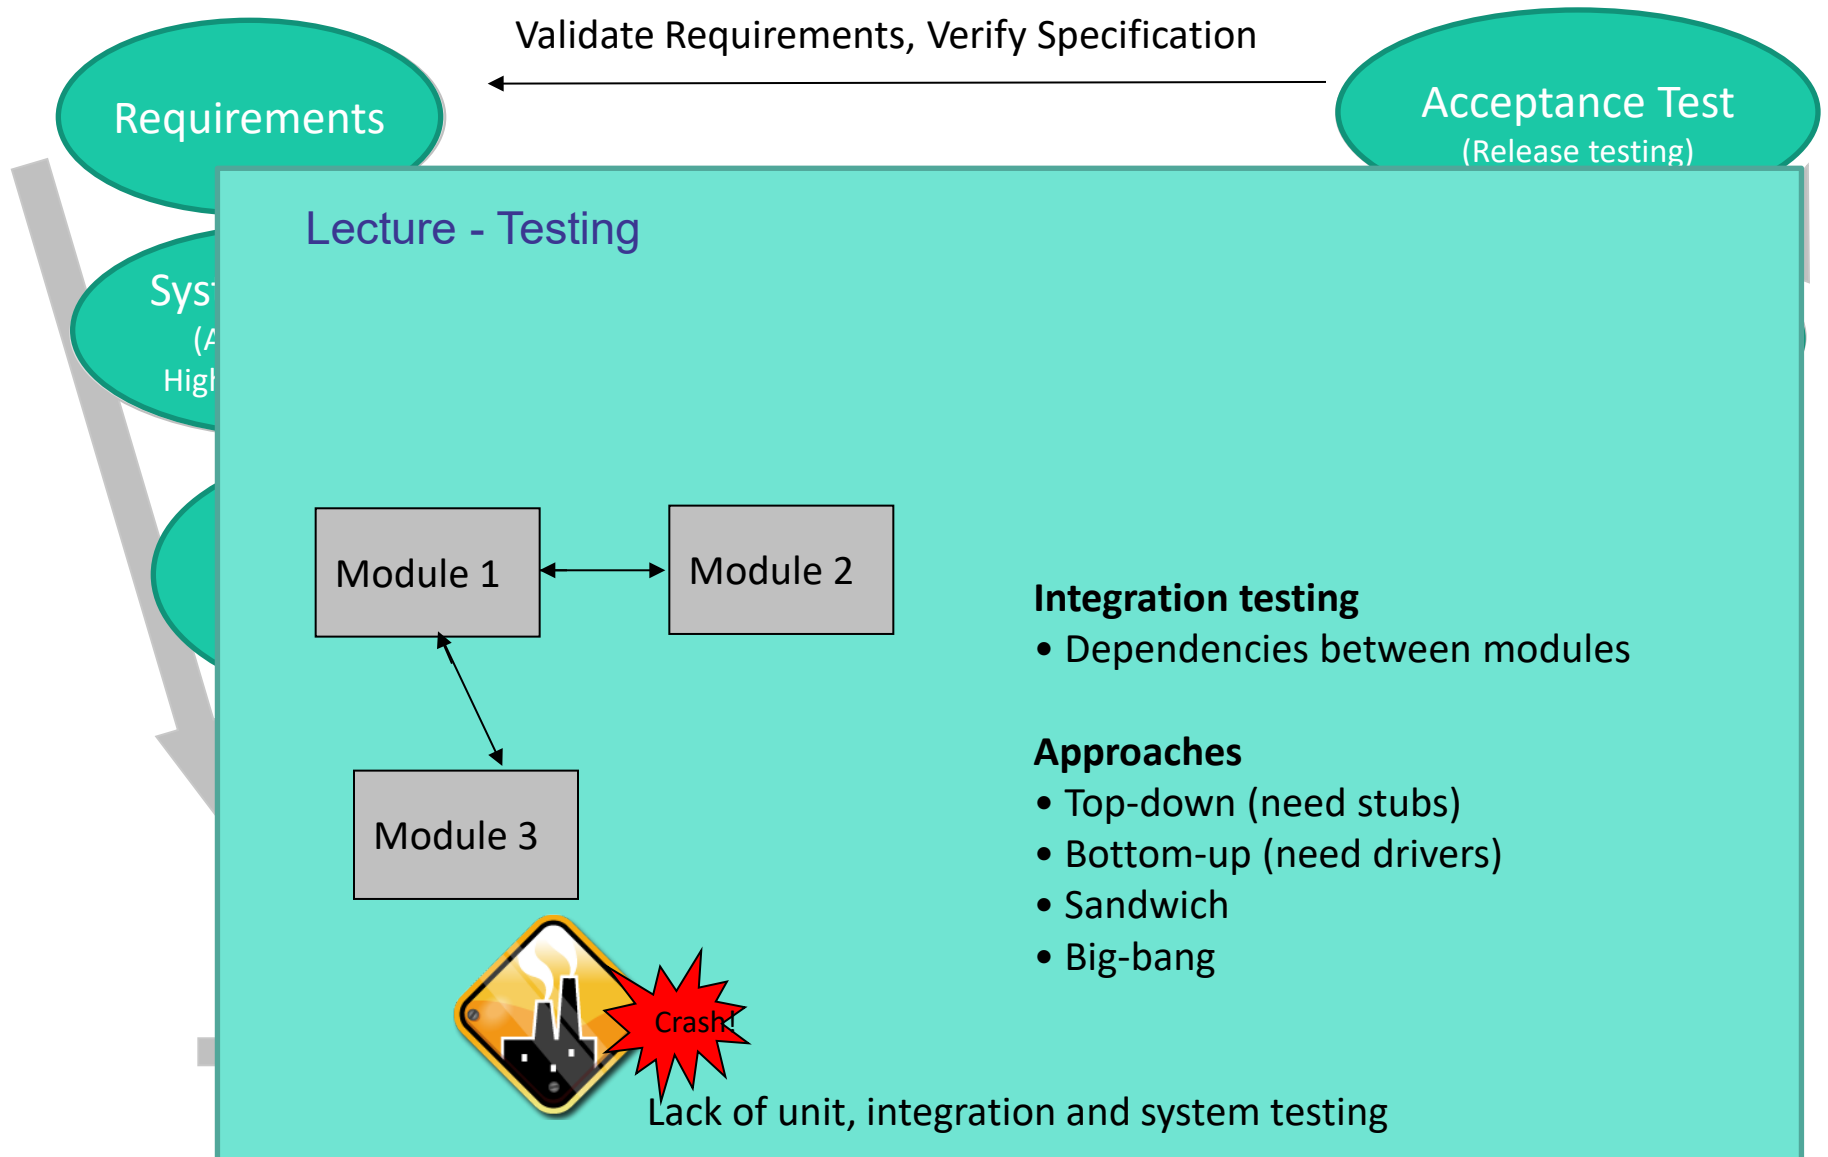 Validate Requirements, Verify Specification
Requirements
Acceptance Test
(Release testing)
Lecture - Testing
Module 1
Module 2
Module 3
Integration testing
• Dependencies between modules
Approaches
• Top-down (need stubs)
• Bottom-up (need drivers)
• Sandwich
• Big-bang
Crash!
Lack of unit, integration and system testing